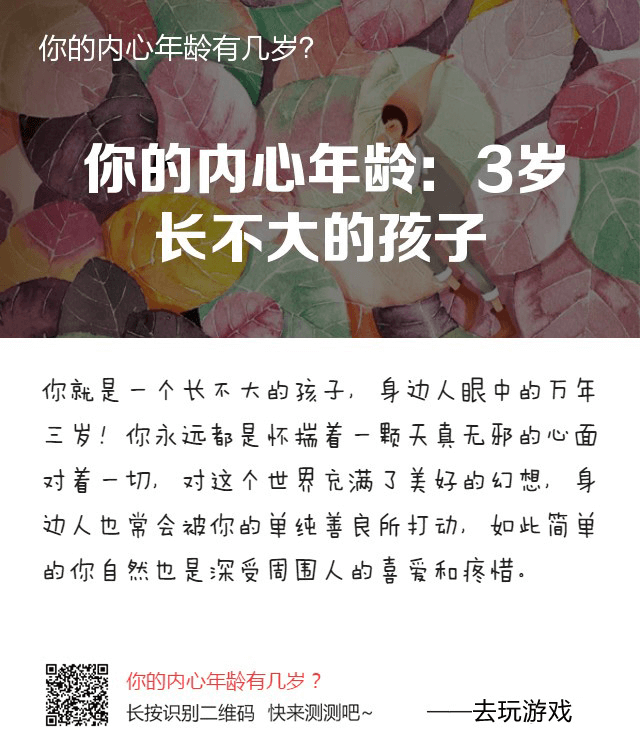 你的内心年龄有几岁?
你的内心年龄：3岁
长不大的孩子
你就是一个长不大的孩子，身边人眼中的万年
三岁！你永远都是怀揣着一颗天真无邪的心面
对着一切，对这个世界充满了美好的幻想，身
边人也常会被你的单纯善良所打动，如此简单
的你自然也是深受周围人的喜爱和疼惜。
你的内心年龄有几岁？
长按识别二维码 快来测测吧~
——去玩游戏